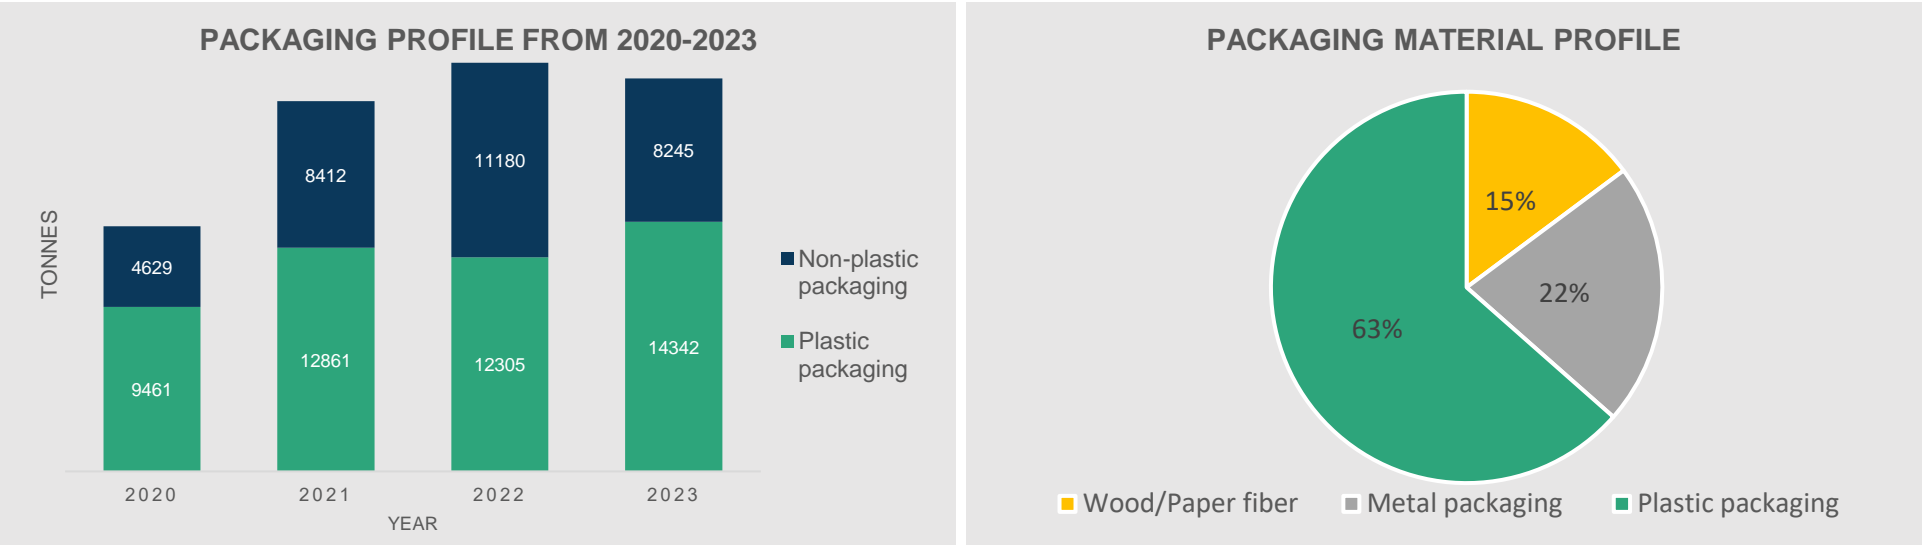 PACKAGING PROFILE FROM 2020-2023
TONNES
4629
9461
8412
12861
11180
12305
8245
14342
2020
2021
2022
2023
YEAR
Non-plastic
packaging
Plastic
packaging
PACKAGING MATERIAL PROFILE
15%
22%
63%
Wood/Paper fiber
Metal packaging
Plastic packaging